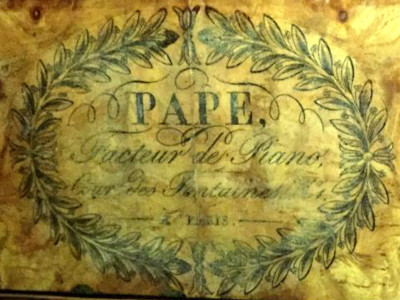 PAPE,
Facteur de Piano,
Cour des Fontaines
A PARIS.